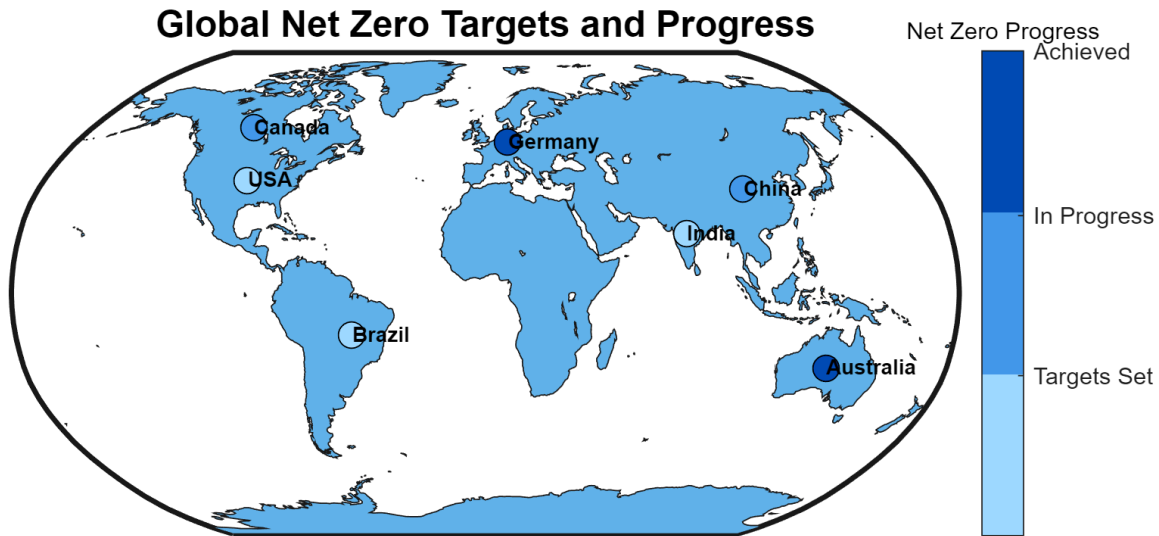 Global Net Zero Targets and Progress
Net Zero Progress
Achieved
In Progress
Targets Set
Canada
USA
Germany
China
India
Brazil
Australia